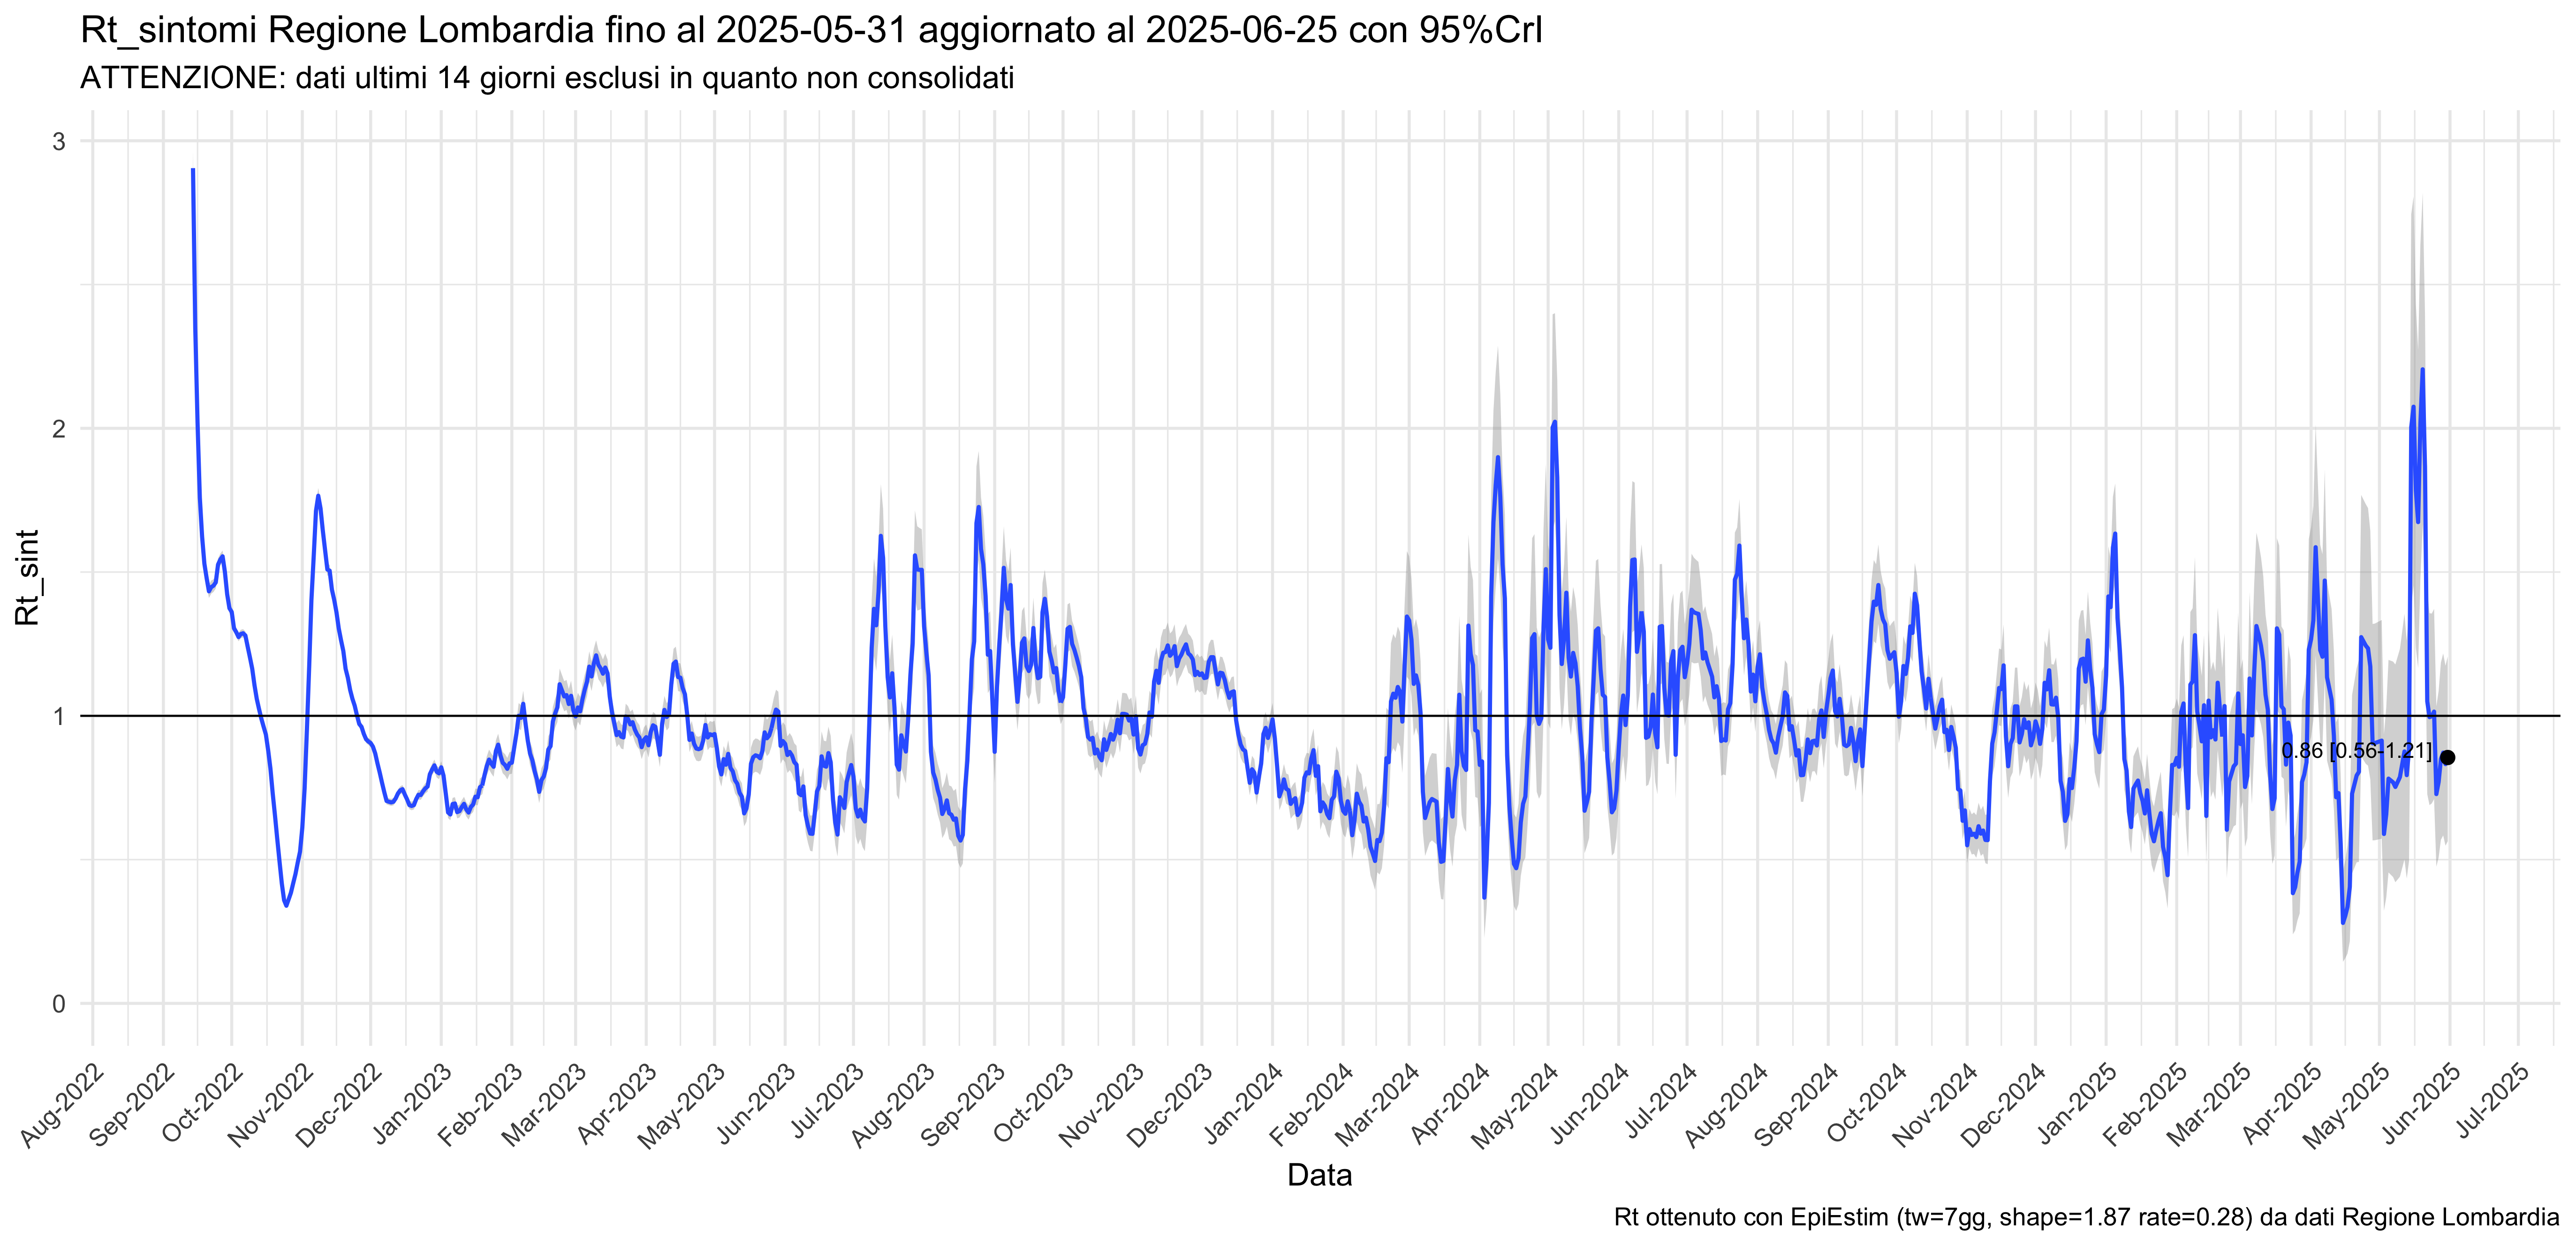 Rt_sintomi Regione Lombardia fino al 2025-05-31 aggiornato al 2025-06-25 con 95%CrI
ATTENZIONE: dati ultimi 14 giorni esclusi in quanto non consolidati
3
2
1
0
Rt_sint
0.86 [0.56-1.21]
Aug-2022
Sep-2022
Oct-2022
Nov-2022
Dec-2022
Jan-2023
Feb-2023
Mar-2023
Apr-2023
May-2023
Jun-2023
Jul-2023
Aug-2023
Sep-2023
Oct-2023
Nov-2023
Dec-2023
Jan-2024
Feb-2024
Mar-2024
Apr-2024
May-2024
Jun-2024
Jul-2024
Aug-2024
Sep-2024
Oct-2024
Nov-2024
Dec-2024
Jan-2025
Feb-2025
Mar-2025
Apr-2025
May-2025
Jun-2025
Jul-2025
Data
Rt ottenuto con EpiEstim (tw=7gg, shape=1.87 rate=0.28) da dati Regione Lombardia